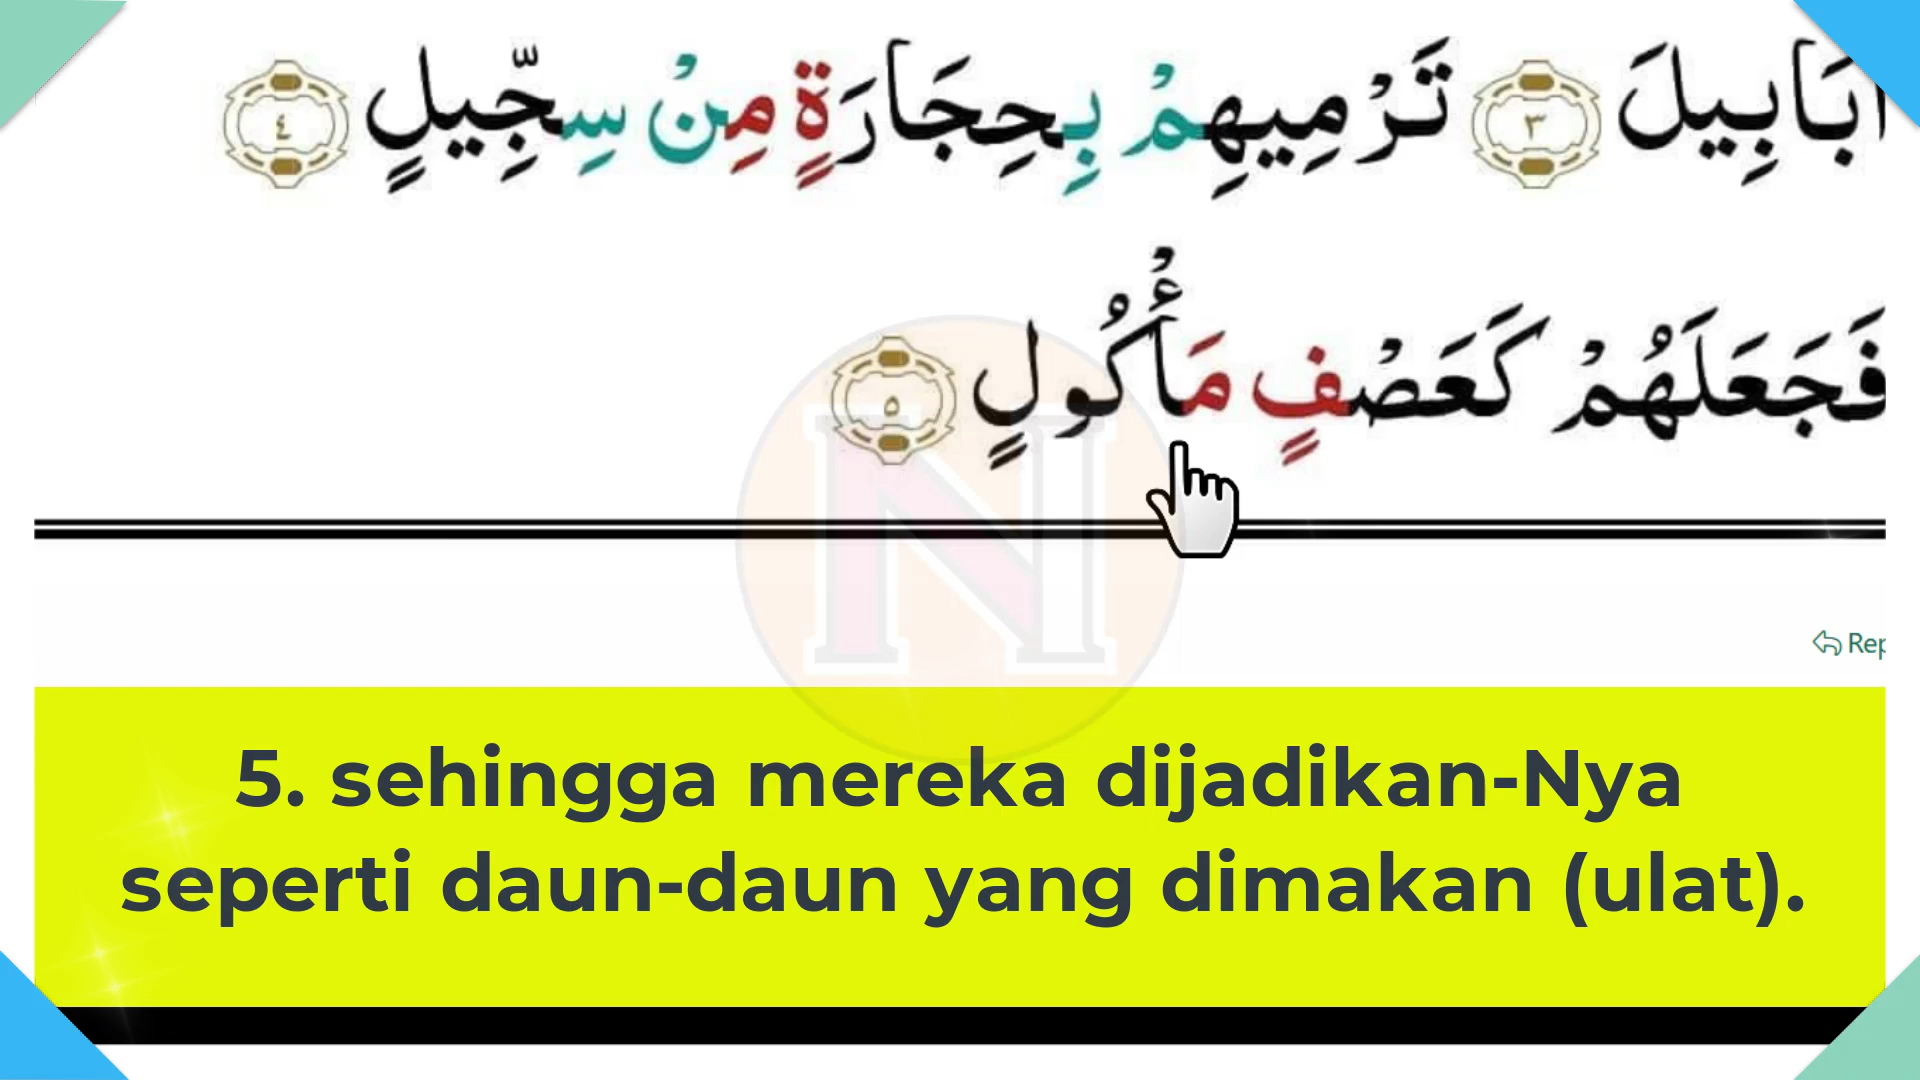 أَبَابِيلَ ٣ تَرْمِيهِمْ بِحِجَارَةٍ مِنْ سِجِّيلٍ ٤
فَجَعَلَهُمْ كَعَصْفٍ مَأْكُولٍ ٥
N
Rep
5. sehingga mereka dijadikan-Nya
seperti daun-daun yang dimakan (ulat).